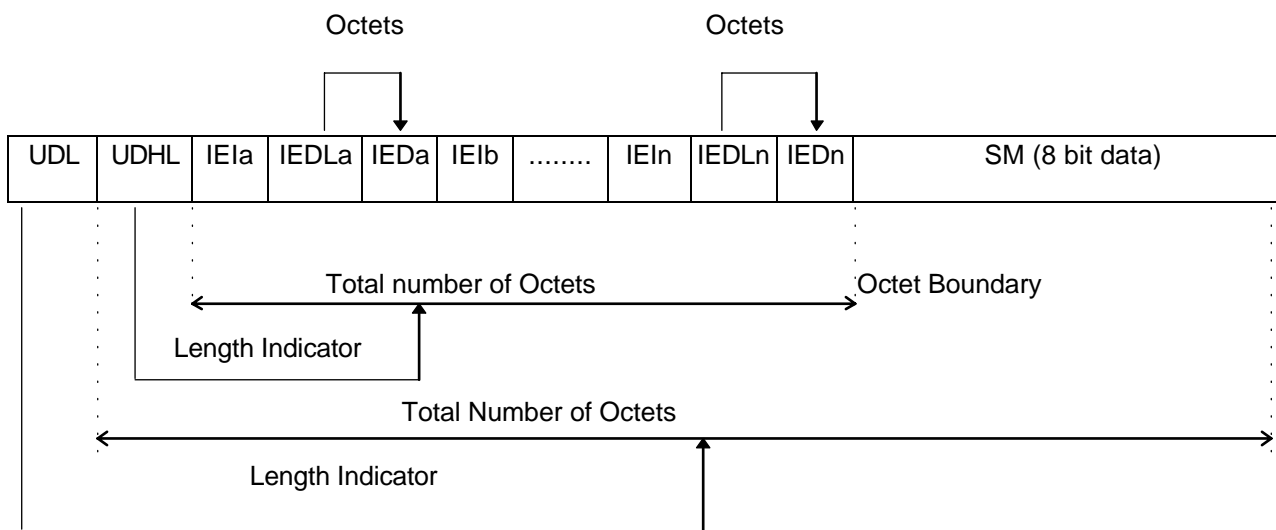 Octets Octets
UDL UDHL IEIa IEDLa IEDa IEIb ........ IEIn IEDLn IEDn SM (8 bit data)
Total number of Octets Octet Boundary
Length Indicator
Total Number of Octets
Length Indicator